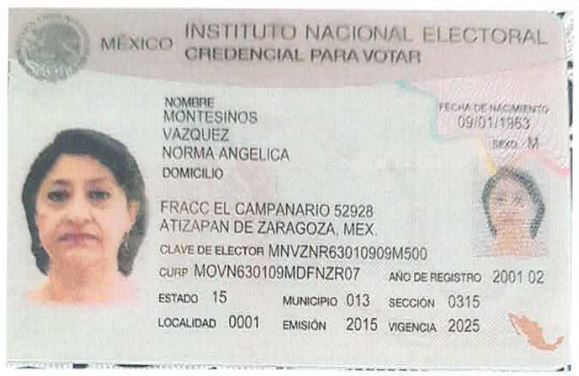 MÉXICO INSTITUTO NACIONAL ELECTORAL
CREDENCIAL PARA VOTAR
NOMBRE
MONTESINOS
VAZQUEZ
NORMA ANGELICA
FECHA DE NACIMIENTO
09/01/1963
SEXO M
DOMICILIO
FRACC EL CAMPANARIO 52928
ATIZAPAN DE ZARAGOZA, MEX.
CLAVE DE ELECTOR MNVZNR63010909M500
CURP MOVN630109MDFNZR07 AÑO DE REGISTRO 2001 02
ESTADO 15 MUNICIPIO 013 SECCIÓN 0315
LOCALIDAD 0001 EMISIÓN 2015 VIGENCIA 2025